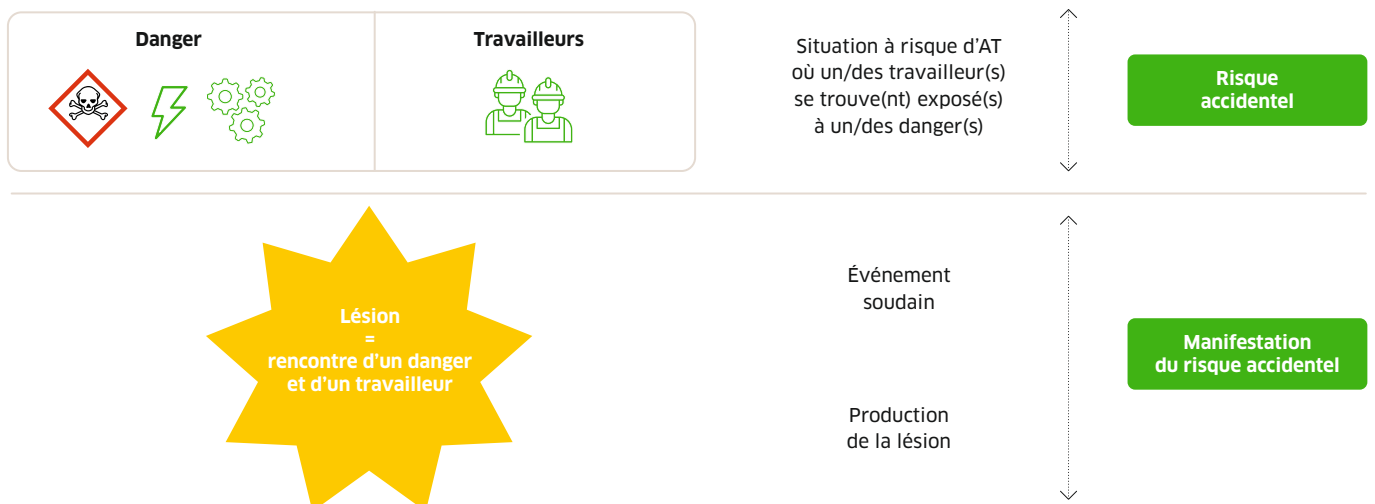 Danger
Travailleurs
Situation à risque d'AT
où un/des travailleur(s)
se trouve(nt) exposé(s)
à un/des danger(s)
Risque
accidentel
Lésion
=
rencontre d'un danger
et d'un travailleur
Événement
soudain
Production
de la lésion
Manifestation
du risque accidentel